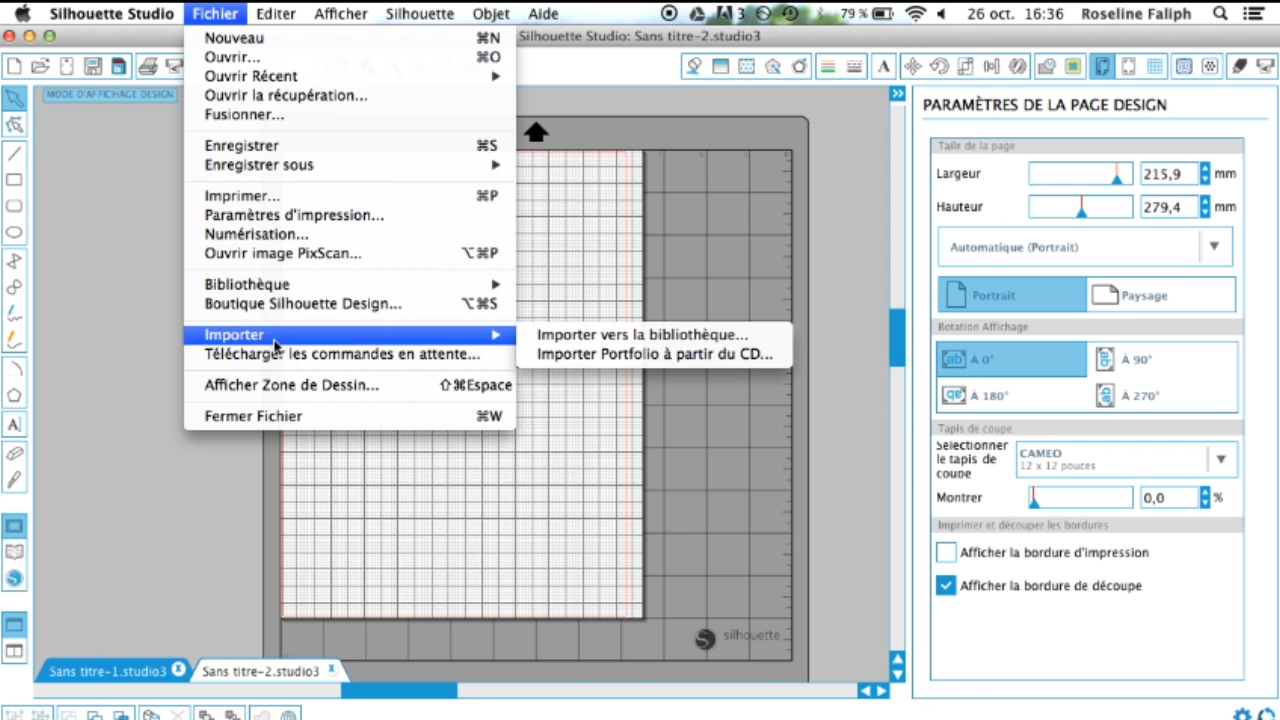 Silhouette Studio Fichier Editer Afficher Silhouette Objet Aide 3 79 % 26 oct. 16:36 Roseline Faliph
Silhouette Studio: Sans titre-2.studio3
Nouveau ⌘N
Ouvrir... ⌘O
Ouvrir Récent
Ouvrir la récupération...
Fusionner...
Enregistrer ⌘S
Enregistrer sous
Imprimer... ⌘P
Paramètres d'impression...
Numérisation...
Ouvrir image PixScan... ⌥⌘P
Bibliothèque
Boutique Silhouette Design... ⌥⌘S
Importer
Télécharger les commandes en attente...
Afficher Zone de Dessin... ⇧⌘Espace
Fermer Fichier ⌘W
Importer vers la bibliothèque...
Importer Portfolio à partir du CD...
MODE D'AFFICHAGE DESIGN
silhouette
Sans titre-1.studio3 x
Sans titre-2.studio3 x
PARAMÈTRES DE LA PAGE DESIGN
Taille de la page
Largeur 215,9 mm
Hauteur 279,4 mm
Automatique (Portrait)
Portrait Paysage
Rotation Affichage
ab À 0° ab À 90°
ab À 180° ab À 270°
Tapis de coupe
Sélectionner
le tapis de
coupe
CAMEO
12 x 12 pouces
Montrer 0,0 %
Imprimer et découper les bordures
Afficher la bordure d'impression
Afficher la bordure de découpe